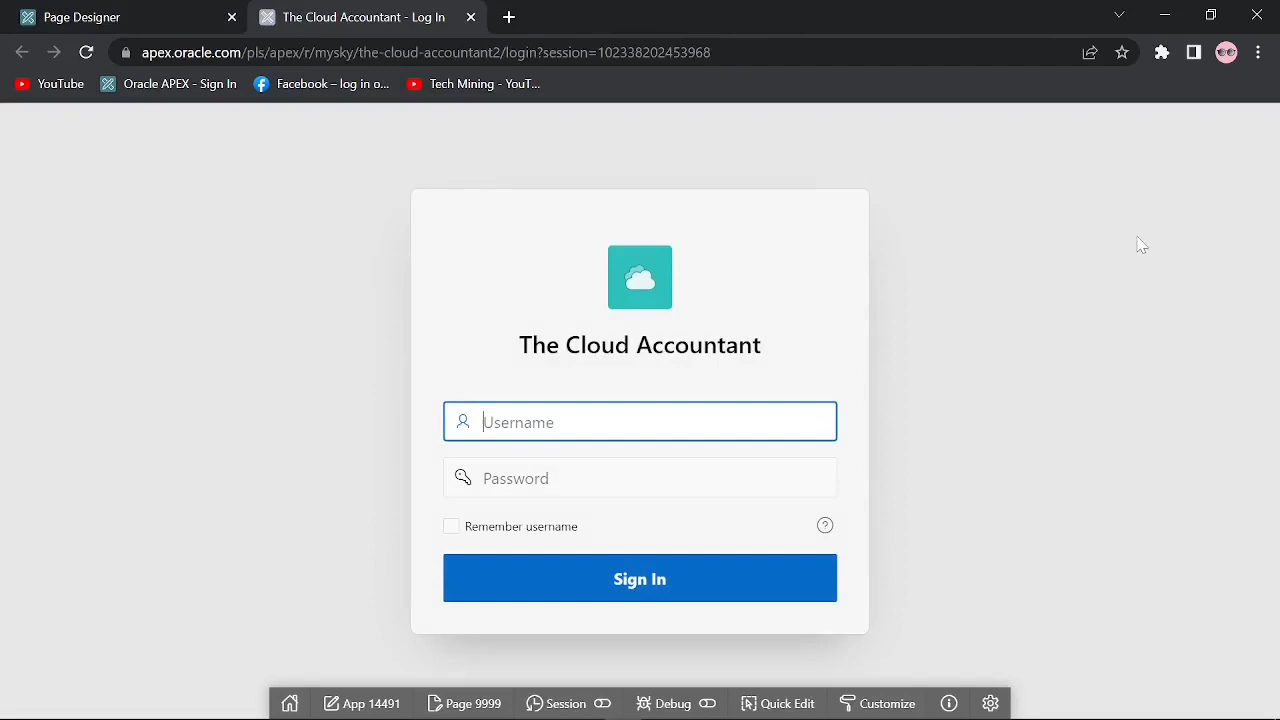 Page Designer
The Cloud Accountant - Log In
apex.oracle.com/pls/apex/r/mysky/the-cloud-accountant2/login?session=102338202453968
YouTube
Oracle APEX - Sign In
Facebook – log in o...
Tech Mining - YouT...
The Cloud Accountant
Username
Password
Remember username
Sign In
App 14491
Page 9999
Session
Debug
Quick Edit
Customize